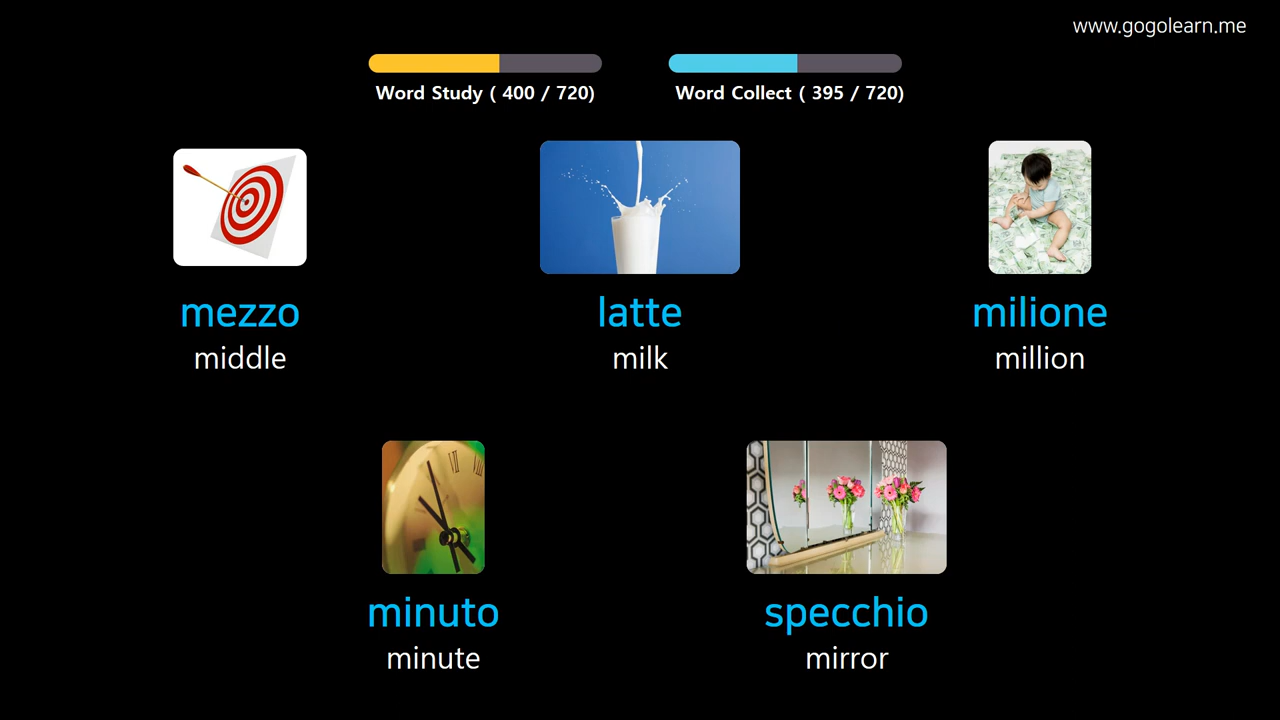 www.gogolearn.me
Word Study ( 400 / 720)
Word Collect ( 395 / 720)
mezzo
middle
latte
milk
milione
million
minuto
minute
specchio
mirror